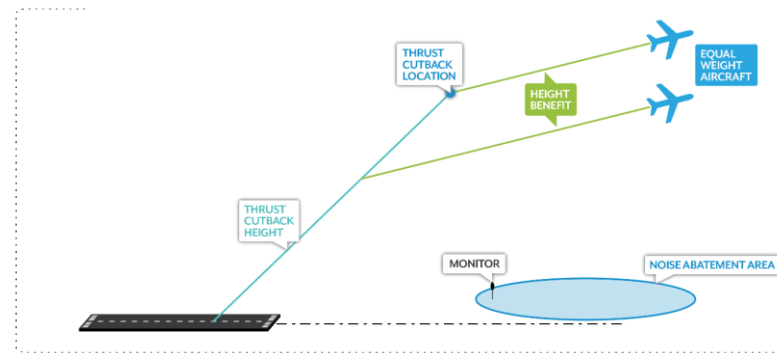 THRUST
CUTBACK
LOCATION
EQUAL
WEIGHT
AIRCRAFT
HEIGHT
BENEFIT
THRUST
CUTBACK
HEIGHT
MONITOR
NOISE ABATEMENT AREA